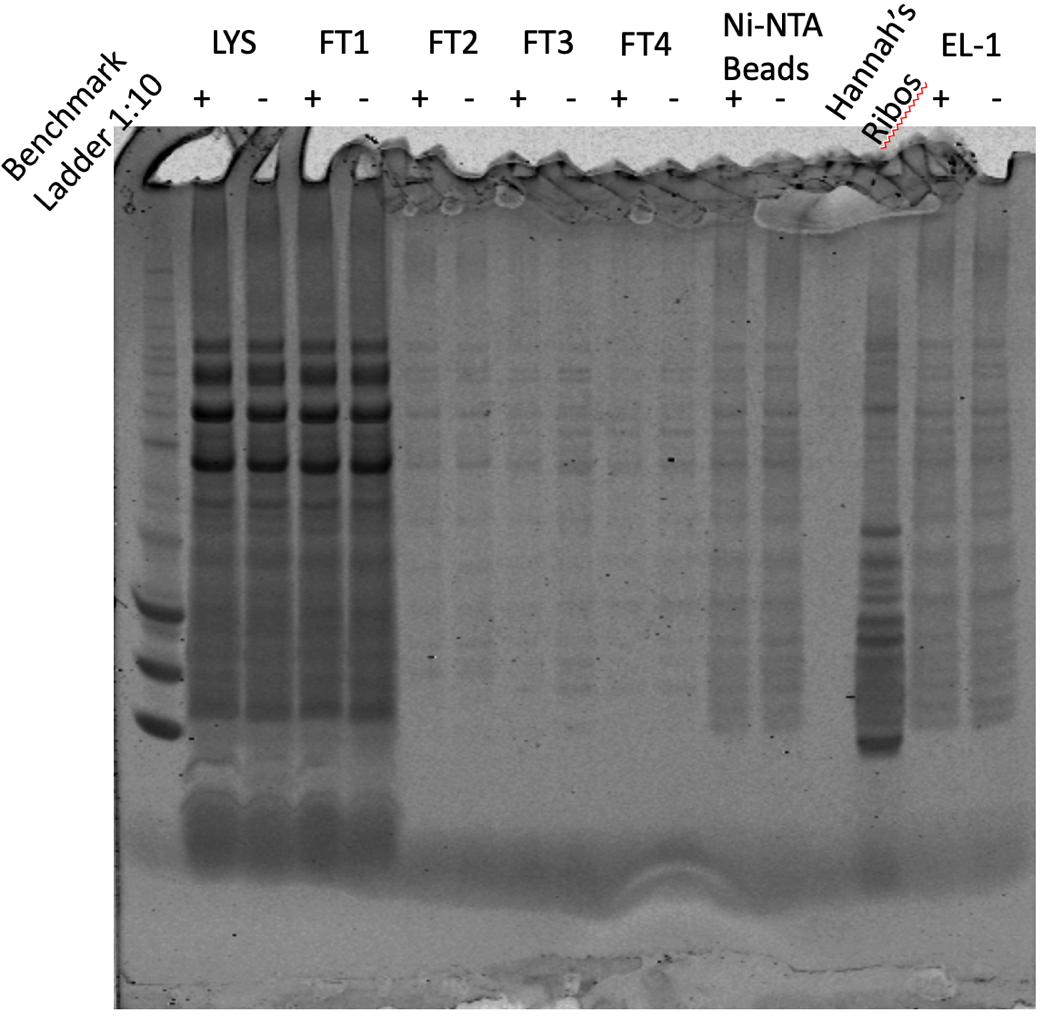 Benchmark
Ladder 1:10
LYS
FT1
FT2
FT3
FT4
Ni-NTA
Beads
Hannah's
Ribos
EL-1
+ - + - + - + - + - + - + -